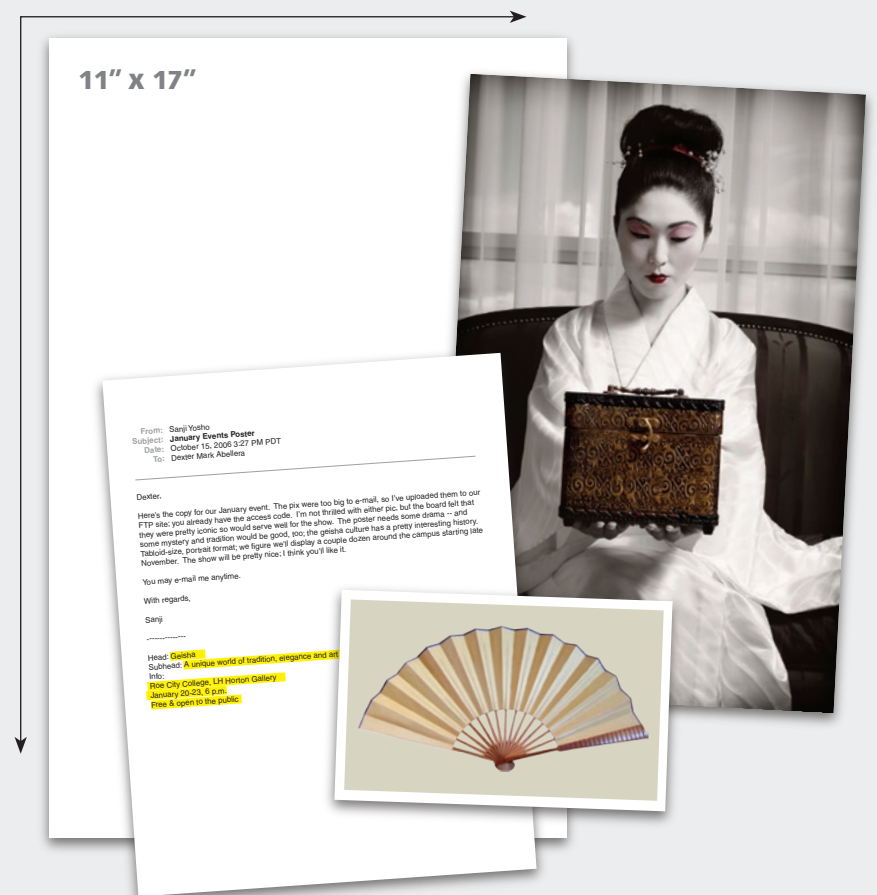 11” x 17”
From: Sanji Yosho
Subject: January Events Poster
Date: October 15, 2006 3:27 PM PDT
To: Dexter Mark Abellera
Dexter,
Here's the copy for our January event. The pix were too big to e-mail, so I've uploaded them to our
FTP site; you already have the access code. I'm not thrilled with either pic, but the board felt that
they were pretty iconic so would serve well for the show. The poster needs some drama -- and
some mystery and tradition would be good, too; the geisha culture has a pretty interesting history.
Tabloid-size, portrait format; we figure we'll display a couple dozen around the campus starting late
November. The show will be pretty nice; I think you'll like it.
You may e-mail me anytime.
With regards,
Sanji
---------------
Head: Geisha
Subhead: A unique world of tradition, elegance and art
Info:
Roe City College, LH Horton Gallery
January 20-23, 6 p.m.
Free & open to the public